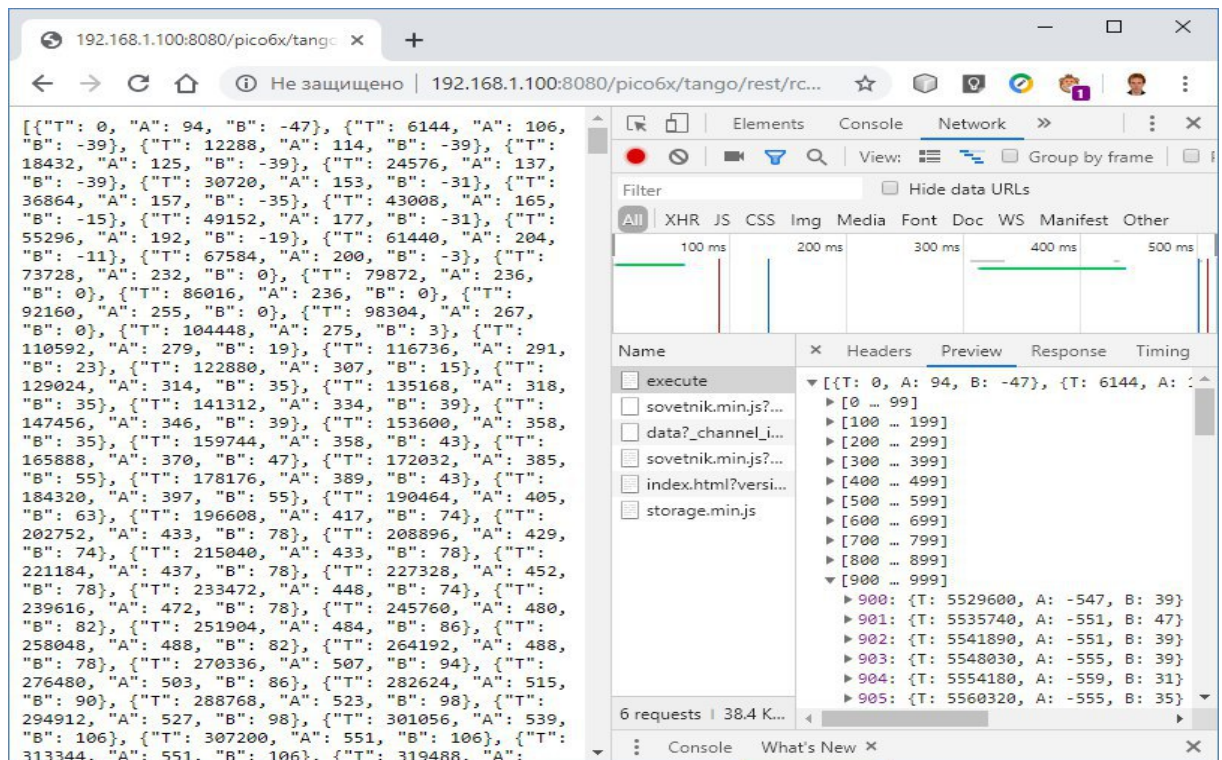 192.168.1.100:8080/pico6x/tango
Не защищено | 192.168.1.100:8080/pico6x/tango/rest/rc...
1
[{"T": 0, "A": 94, "B": -47}, {"T": 6144, "A": 106,
"B": -39}, {"T": 12288, "A": 114, "B": -39}, {"T":
18432, "A": 125, "B": -39}, {"T": 24576, "A": 137,
"B": -39}, {"T": 30720, "A": 153, "B": -31}, {"T":
36864, "A": 157, "B": -35}, {"T": 43008, "A": 165,
"B": -15}, {"T": 49152, "A": 177, "B": -31}, {"T":
55296, "A": 192, "B": -19}, {"T": 61440, "A": 204,
"B": -11}, {"T": 67584, "A": 200, "B": -3}, {"T":
73728, "A": 232, "B": 0}, {"T": 79872, "A": 236,
"B": 0}, {"T": 86016, "A": 236, "B": 0}, {"T":
92160, "A": 255, "B": 0}, {"T": 98304, "A": 267,
"B": 0}, {"T": 104448, "A": 275, "B": 3}, {"T":
110592, "A": 279, "B": 19}, {"T": 116736, "A": 291,
"B": 23}, {"T": 122880, "A": 307, "B": 15}, {"T":
129024, "A": 314, "B": 35}, {"T": 135168, "A": 318,
"B": 35}, {"T": 141312, "A": 334, "B": 39}, {"T":
147456, "A": 346, "B": 39}, {"T": 153600, "A": 358,
"B": 35}, {"T": 159744, "A": 358, "B": 43}, {"T":
165888, "A": 370, "B": 47}, {"T": 172032, "A": 385,
"B": 55}, {"T": 178176, "A": 389, "B": 43}, {"T":
184320, "A": 397, "B": 55}, {"T": 190464, "A": 405,
"B": 63}, {"T": 196608, "A": 417, "B": 74}, {"T":
202752, "A": 433, "B": 78}, {"T": 208896, "A": 429,
"B": 74}, {"T": 215040, "A": 433, "B": 78}, {"T":
221184, "A": 437, "B": 78}, {"T": 227328, "A": 452,
"B": 78}, {"T": 233472, "A": 448, "B": 74}, {"T":
239616, "A": 472, "B": 78}, {"T": 245760, "A": 480,
"B": 82}, {"T": 251904, "A": 484, "B": 86}, {"T":
258048, "A": 488, "B": 82}, {"T": 264192, "A": 488,
"B": 78}, {"T": 270336, "A": 507, "B": 94}, {"T":
276480, "A": 503, "B": 86}, {"T": 282624, "A": 515,
"B": 90}, {"T": 288768, "A": 523, "B": 98}, {"T":
294912, "A": 527, "B": 98}, {"T": 301056, "A": 539,
"B": 106}, {"T": 307200, "A": 551, "B": 106}, {"T":
313344, "A": 551, "B": 106}, {"T": 319488, "A":
Elements Console Network »
View: Group by frame
Filter Hide data URLs
All XHR JS CSS Img Media Font Doc WS Manifest Other
100 ms 200 ms 300 ms 400 ms 500 ms
Name
execute
sovetnik.min.js?...
data?_channel_i...
sovetnik.min.js?...
index.html?versi...
storage.min.js
6 requests | 38.4 K...
× Headers Preview Response Timing
▼[{T: 0, A: 94, B: -47}, {T: 6144, A:
▶[0 … 99]
▶[100 … 199]
▶[200 … 299]
▶[300 … 399]
▶[400 … 499]
▶[500 … 599]
▶[600 … 699]
▶[700 … 799]
▶[800 … 899]
▼[900 … 999]
▶900: {T: 5529600, A: -547, B: 39}
▶901: {T: 5535740, A: -551, B: 47}
▶902: {T: 5541890, A: -551, B: 39}
▶903: {T: 5548030, A: -555, B: 39}
▶904: {T: 5554180, A: -559, B: 31}
▶905: {T: 5560320, A: -555, B: 35}
Console What's New ×